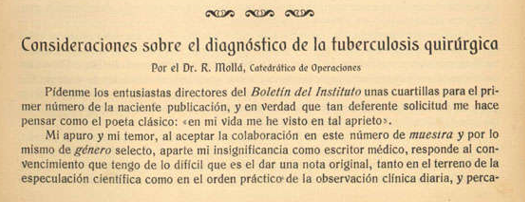 Consideraciones sobre el diagnóstico de la tuberculosis quirúrgica
Por el Dr. R. Mollá, Catedrático de Operaciones
Pídenme los entusiastas directores del Boletín del Instituto unas cuartillas para el pri-
mer número de la naciente publicación, y en verdad que tan deferente solicitud me hace
pensar como el poeta clásico: «en mi vida me he visto en tal aprieto».
Mi apuro y mi temor, al aceptar la colaboración en este número de muestra y por lo
mismo de género selecto, aparte mi insignificancia como escritor médico, responde al con-
vencimiento que tengo de lo difícil que es el dar una nota original, tanto en el terreno de la
especulación científica como en el orden práctico de la observación clínica diaria, y perca-